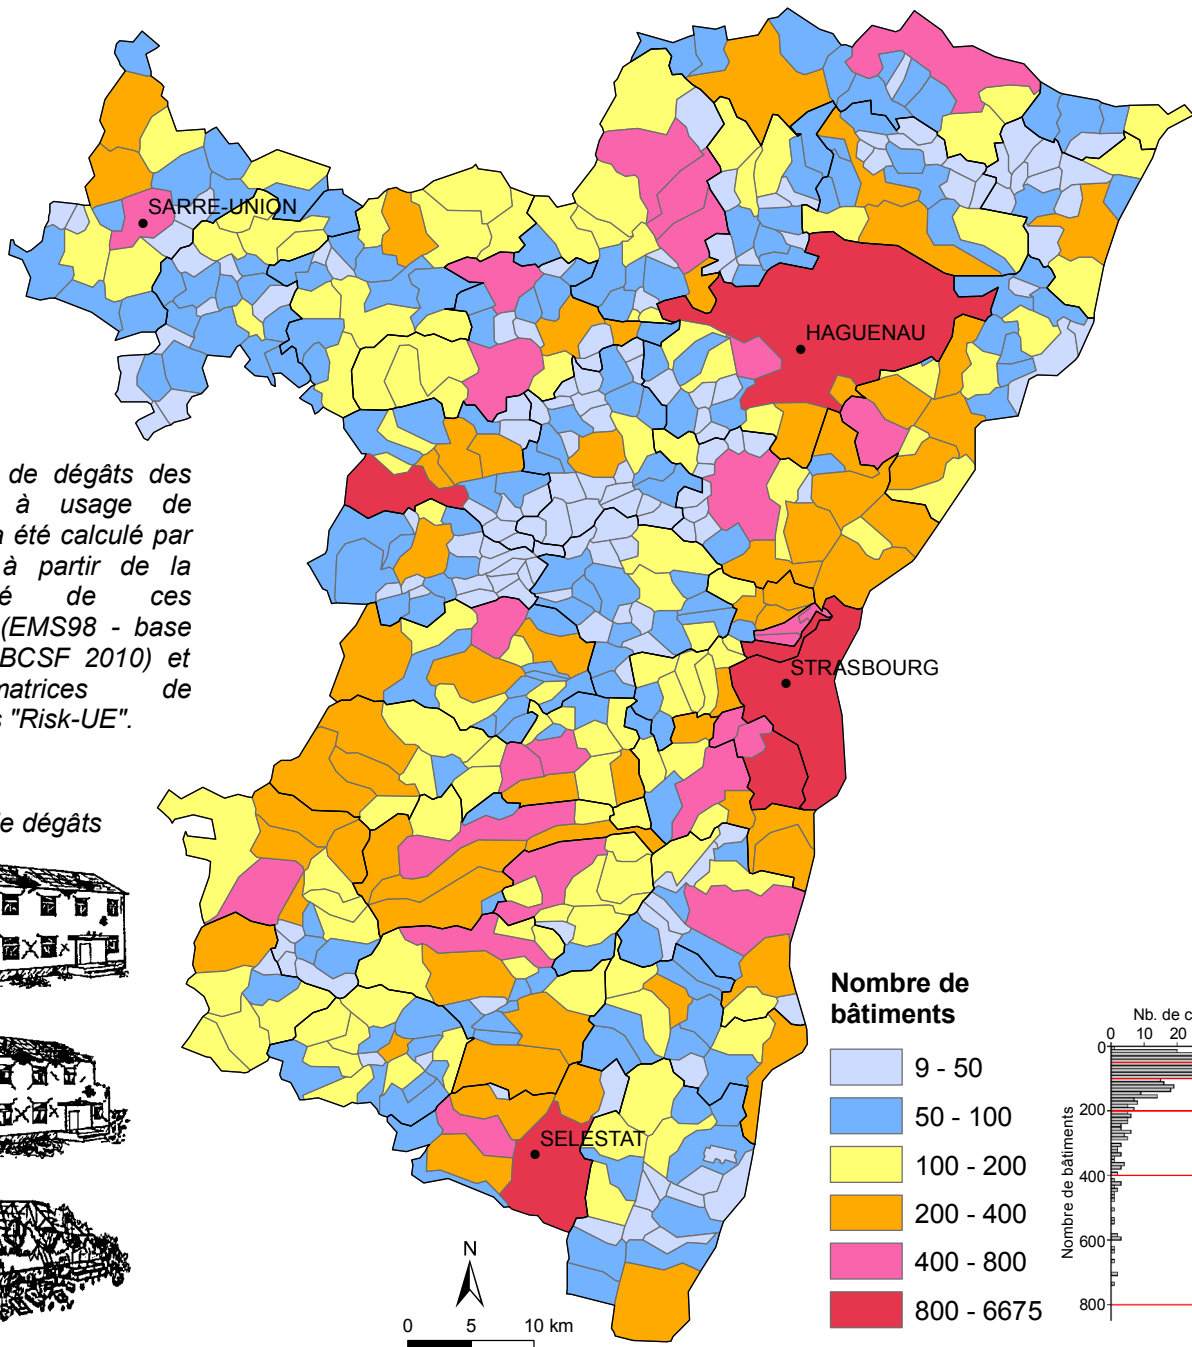 SARRE-UNION
HAGUENAU
de dégâts des
à usage de
a été calculé par
à partir de la
de ces
(EMS98 - base
BCSF 2010) et
de
"Risk-UE".
STRASBOURG
de dégâts
SELESTAT
N
0 5 10 km
Nombre de
bâtiments
9 - 50
50 - 100
100 - 200
200 - 400
400 - 800
800 - 6675
Nb. de c
0 10 20
0
200
400
600
800
Nombre de bâtiments